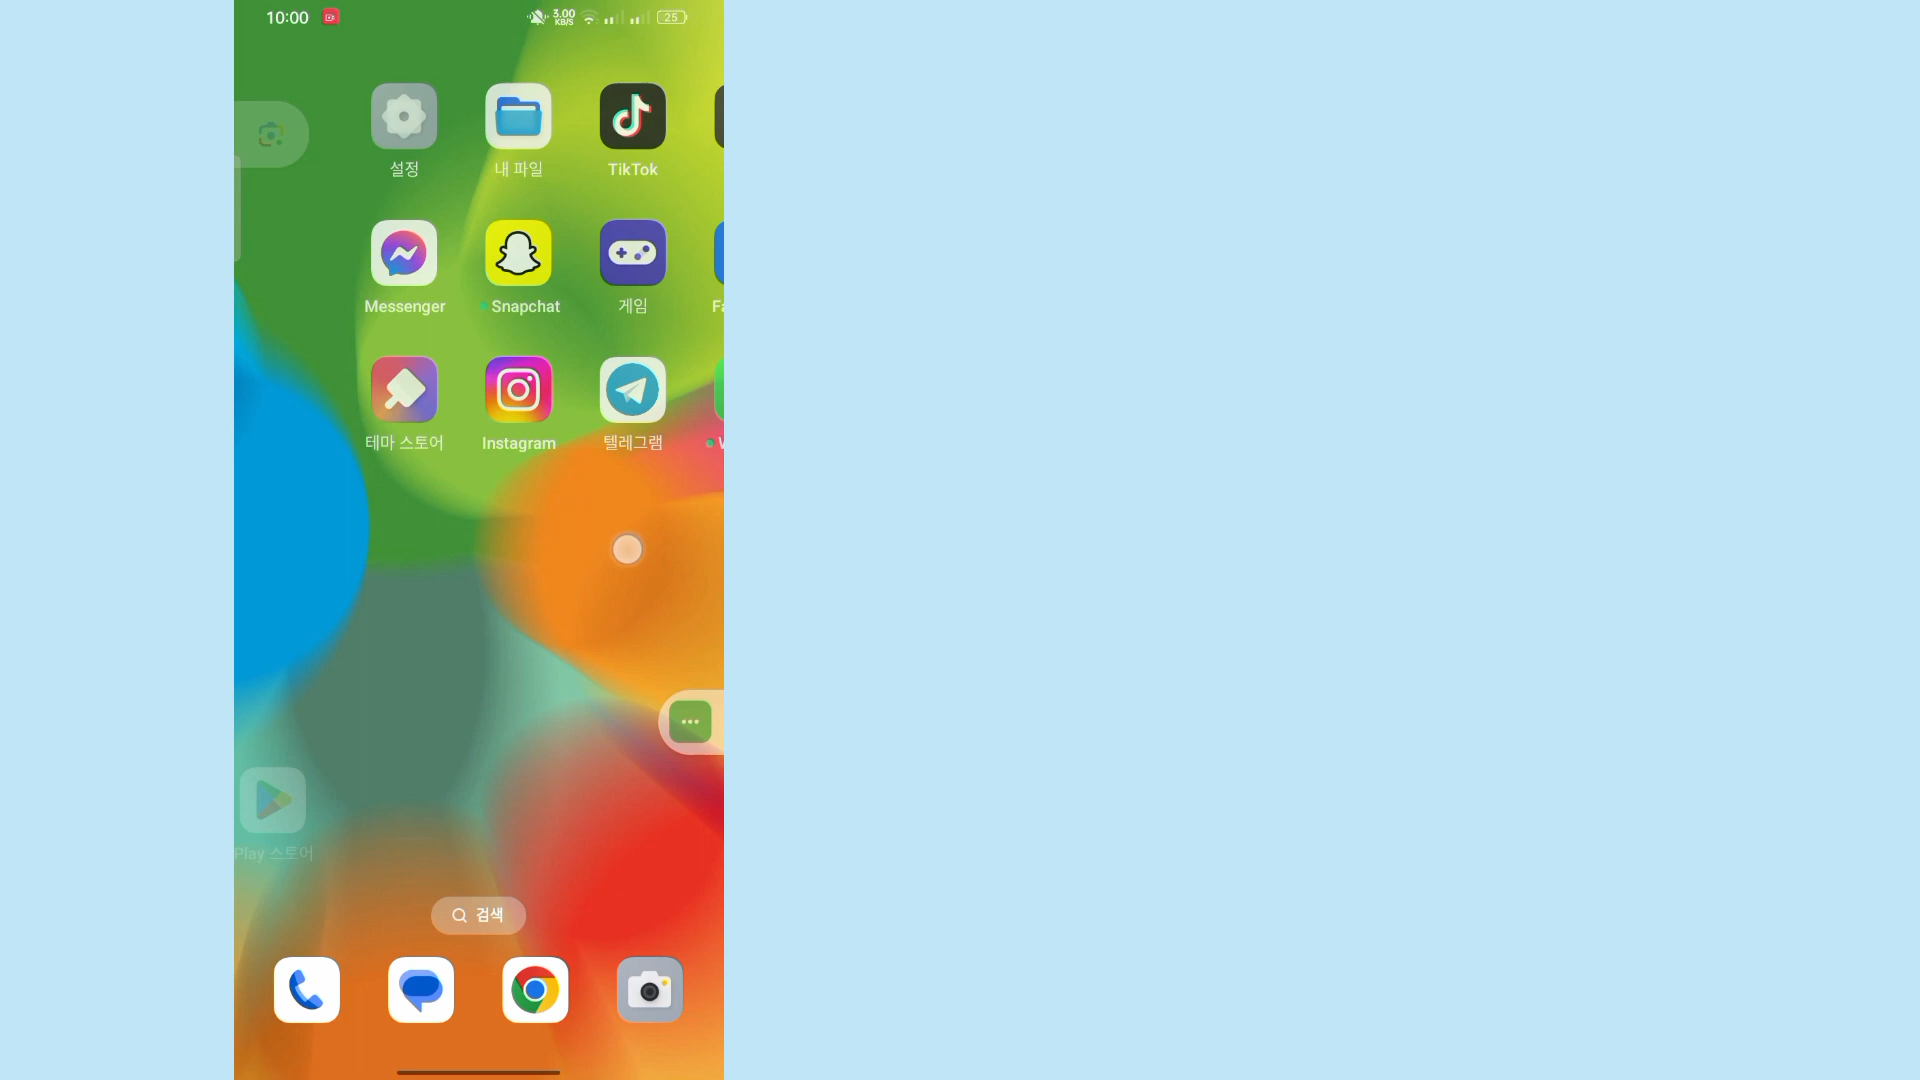 10:00
3.00
KB/S
25
설정
내 파일
TikTok
Messenger
Snapchat
게임
테마 스토어
Instagram
텔레그램
Play 스토어
검색